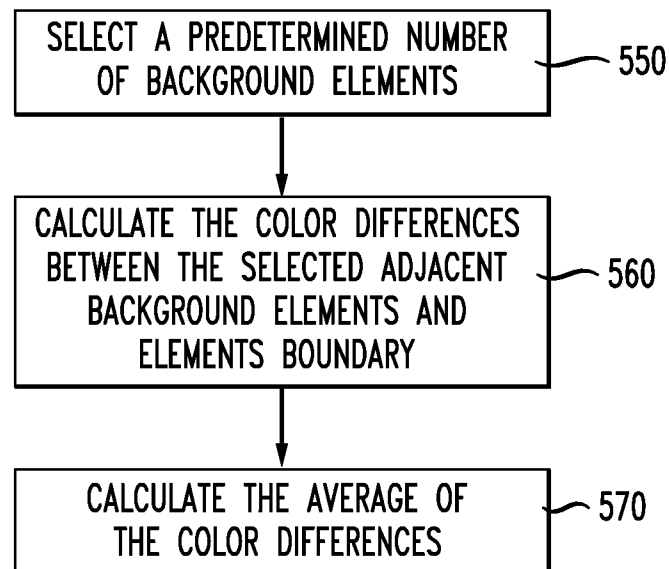 SELECT A PREDETERMINED NUMBER
OF BACKGROUND ELEMENTS
550
CALCULATE THE COLOR DIFFERENCES
BETWEEN THE SELECTED ADJACENT
BACKGROUND ELEMENTS AND
ELEMENTS BOUNDARY
560
CALCULATE THE AVERAGE OF
THE COLOR DIFFERENCES
570